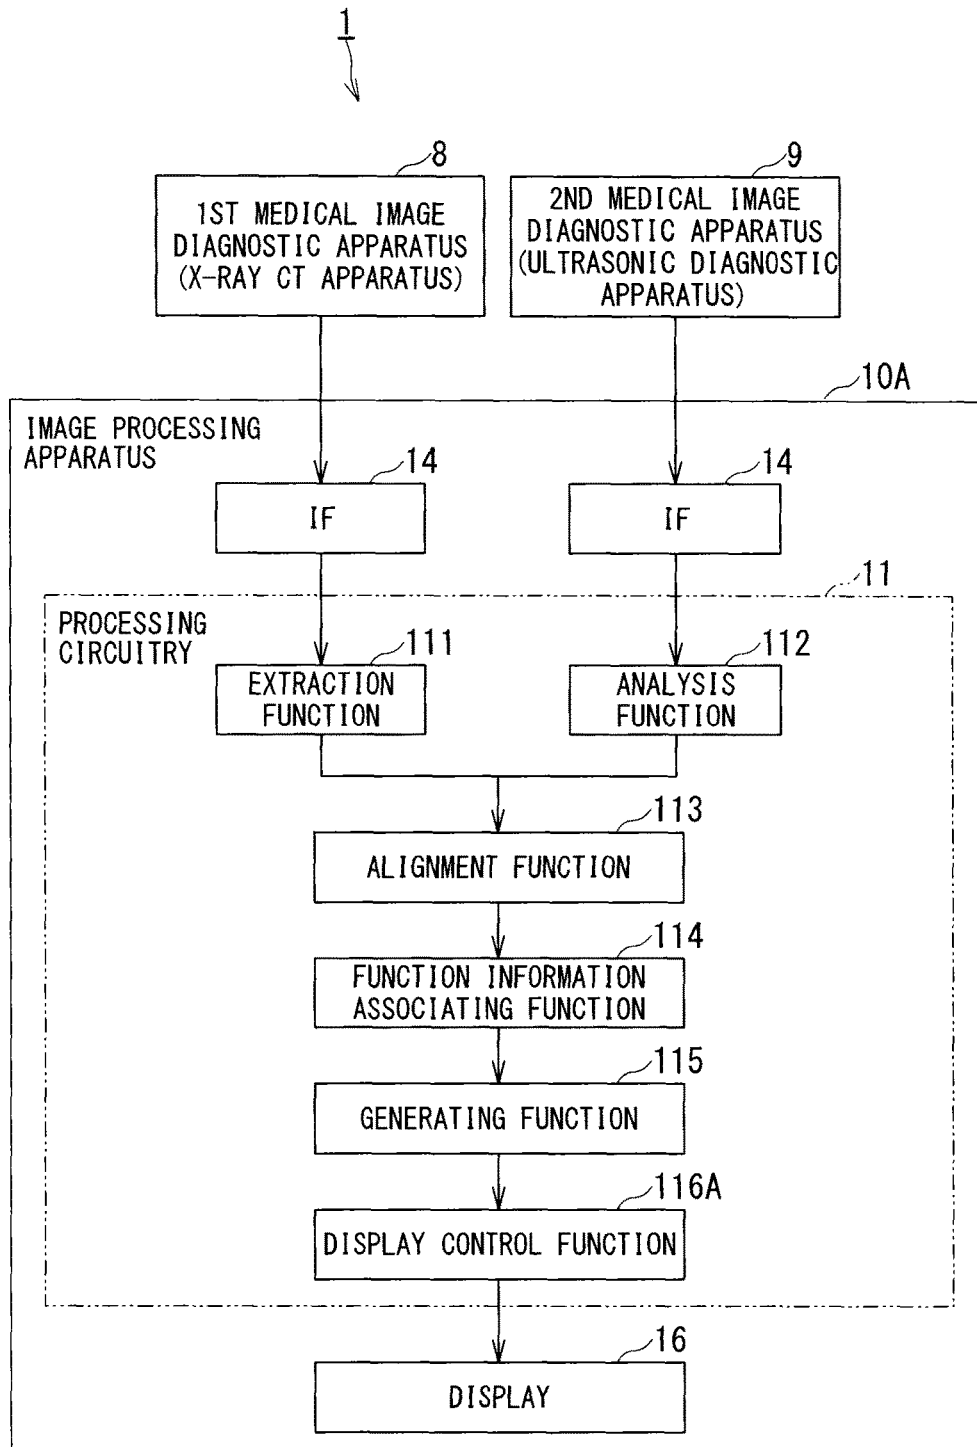 1
8
9
1ST MEDICAL IMAGE
DIAGNOSTIC APPARATUS
(X-RAY CT APPARATUS)
2ND MEDICAL IMAGE
DIAGNOSTIC APPARATUS
(ULTRASONIC DIAGNOSTIC
APPARATUS)
10A
IMAGE PROCESSING
APPARATUS
14
14
IF
IF
11
PROCESSING
CIRCUITRY
111
112
EXTRACTION
FUNCTION
ANALYSIS
FUNCTION
113
ALIGNMENT FUNCTION
114
FUNCTION INFORMATION
ASSOCIATING FUNCTION
115
GENERATING FUNCTION
116A
DISPLAY CONTROL FUNCTION
16
DISPLAY